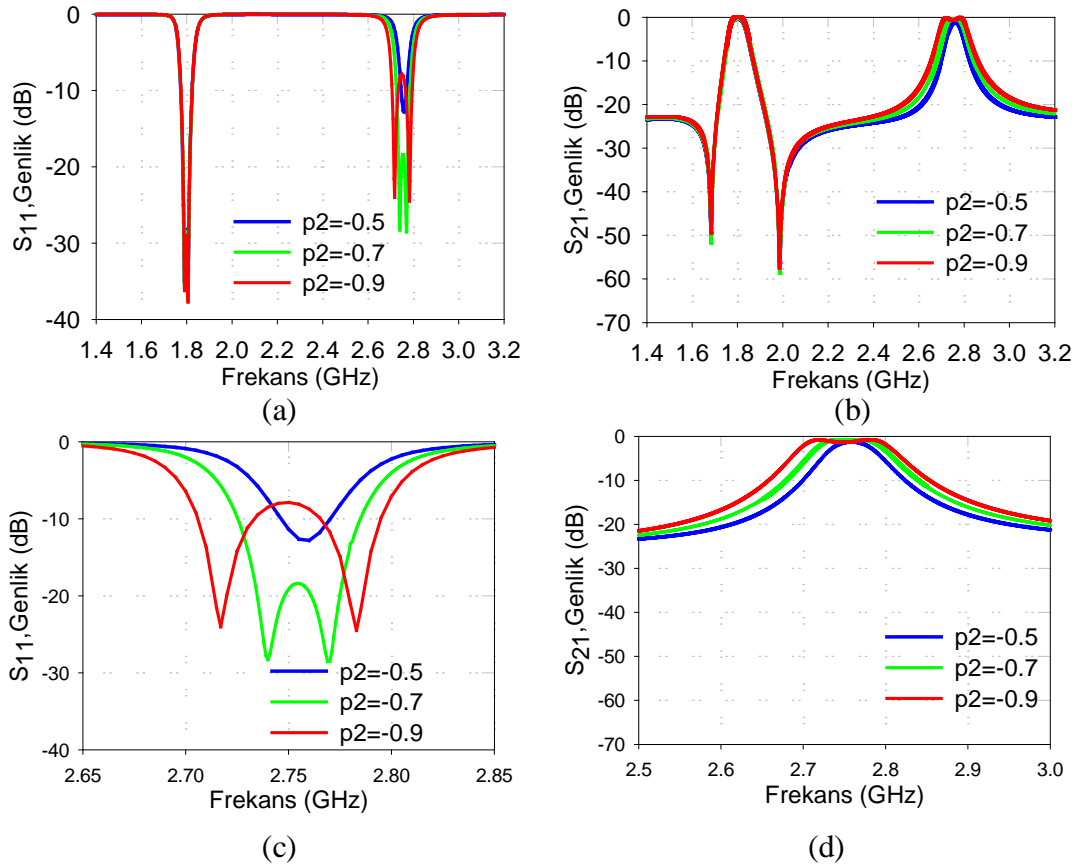 0
-10
-20
-30
-40
S11,Genlik (dB)
p2=-0.5
p2=-0.7
p2=-0.9
1.4 1.6 1.8 2.0 2.2 2.4 2.6 2.8 3.0 3.2
Frekans (GHz)
(a)
0
-10
-20
-30
-40
-50
-60
-70
S21,Genlik (dB)
p2=-0.5
p2=-0.7
p2=-0.9
1.4 1.6 1.8 2.0 2.2 2.4 2.6 2.8 3.0 3.2
Frekans (GHz)
(b)
0
-10
-20
-30
-40
S11,Genlik (dB)
p2=-0.5
p2=-0.7
p2=-0.9
2.65 2.70 2.75 2.80 2.85
Frekans (GHz)
(c)
0
-10
-20
-30
-40
-50
-60
-70
S21,Genlik (dB)
p2=-0.5
p2=-0.7
p2=-0.9
2.5 2.6 2.7 2.8 2.9 3.0
Frekans (GHz)
(d)